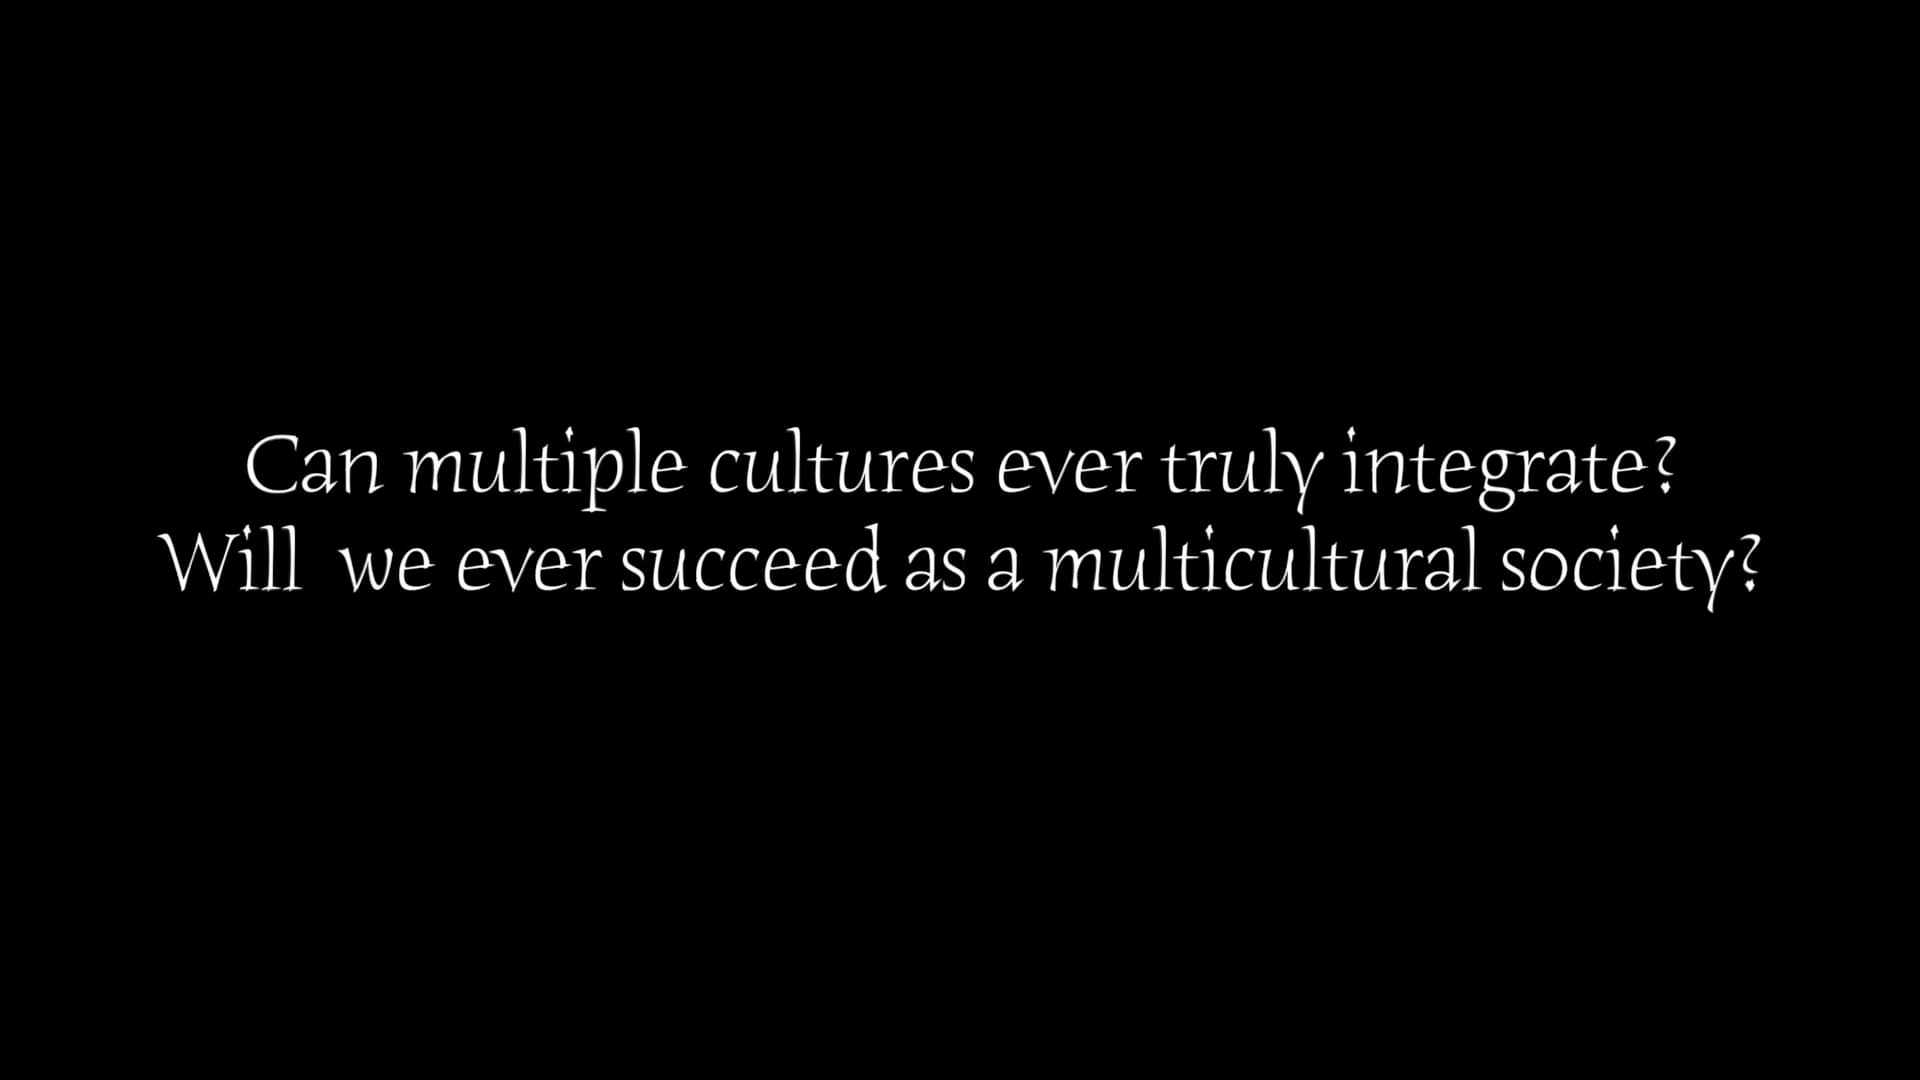 Can multiple cultures ever truly integrate?
Will  we ever succeed as a multicultural society?